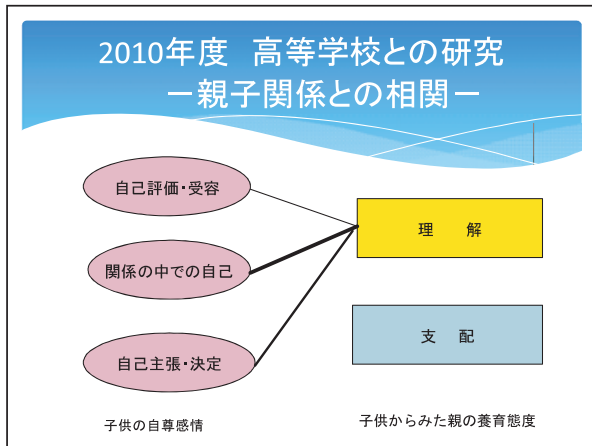 2010年度　高等学校との研究
－親子関係との相関－
自己評価・受容
関係の中での自己
自己主張・決定
理　解
支　配
子供の自尊感情
子供からみた親の養育態度